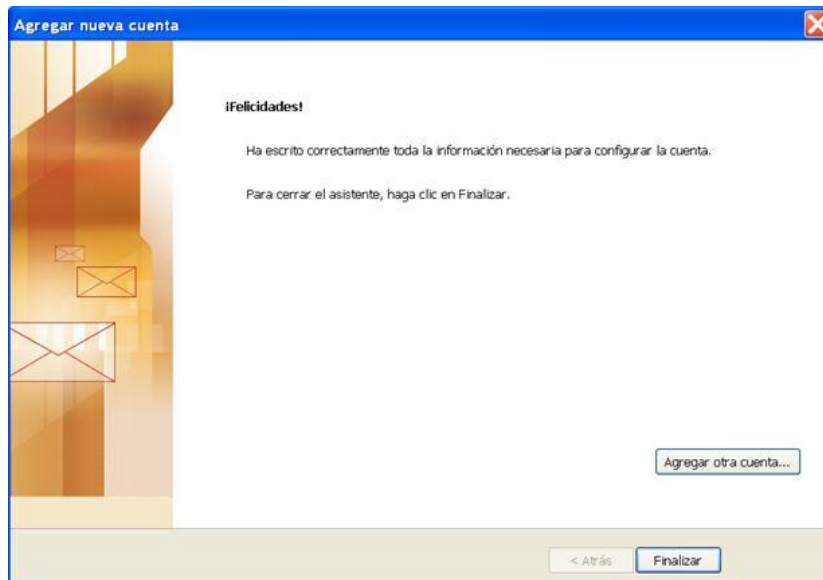 Agregar nueva cuenta
¡Felicidades!
Ha escrito correctamente toda la información necesaria para configurar la cuenta.
Para cerrar el asistente, haga clic en Finalizar.
Agregar otra cuenta...
< Atrás
Finalizar